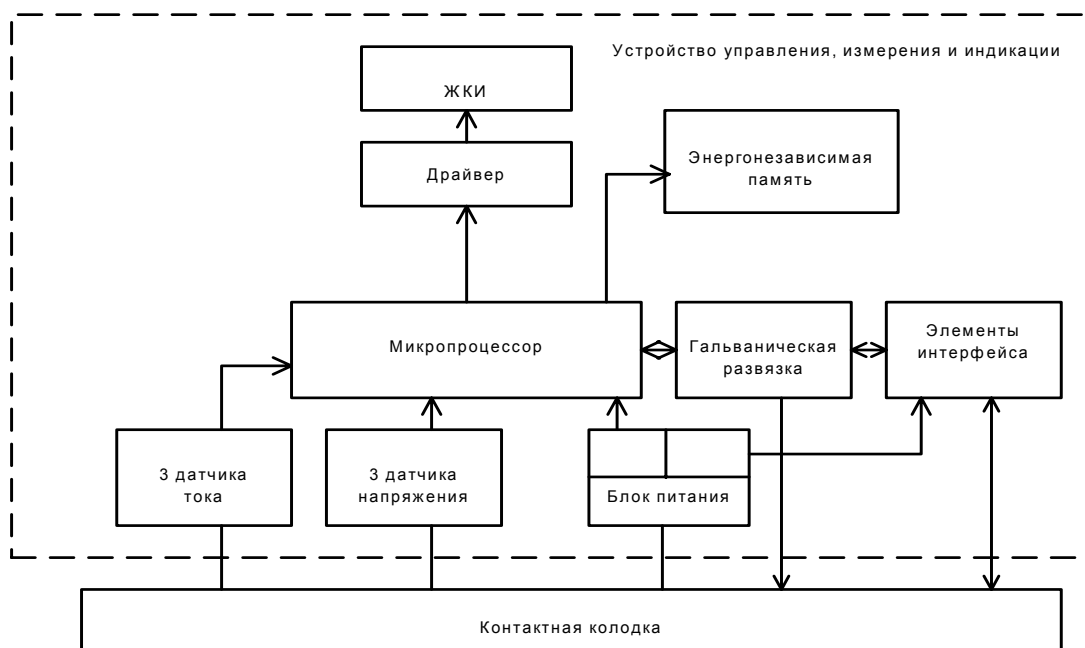 Устройство управления, измерения и индикации
ЖКИ
Драйвер
Энергонезависимая
память
Микропроцессор
Гальваническая
развязка
Элементы
интерфейса
3 датчика
тока
3 датчика
напряжения
Блок питания
Контактная колодка